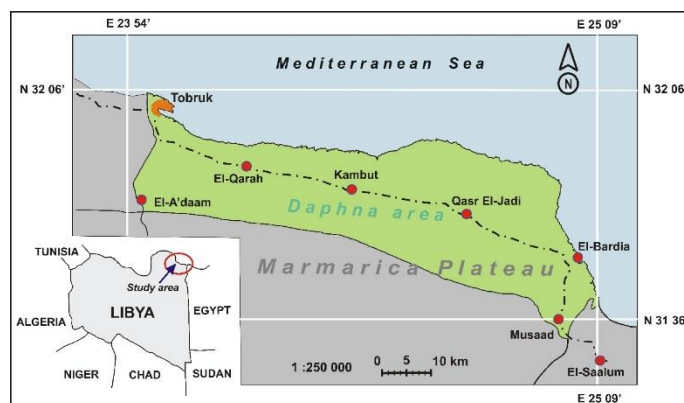 E 23 54'
E 25 09'
Mediterranean Sea
N
N 32 06'
N 32 06'
Tobruk
El-Qarah
Kambut
El-A'daam
Daphna area
Qasr El-Jadi
El-Bardia
Marmarica Plateau
TUNISIA
Study area
LIBYA
EGYPT
ALGERIA
NIGER
CHAD
SUDAN
Musaad
N 31 36'
El-Saalum
1 :250 000
0 5 10 km
E 23 54'
E 25 09'